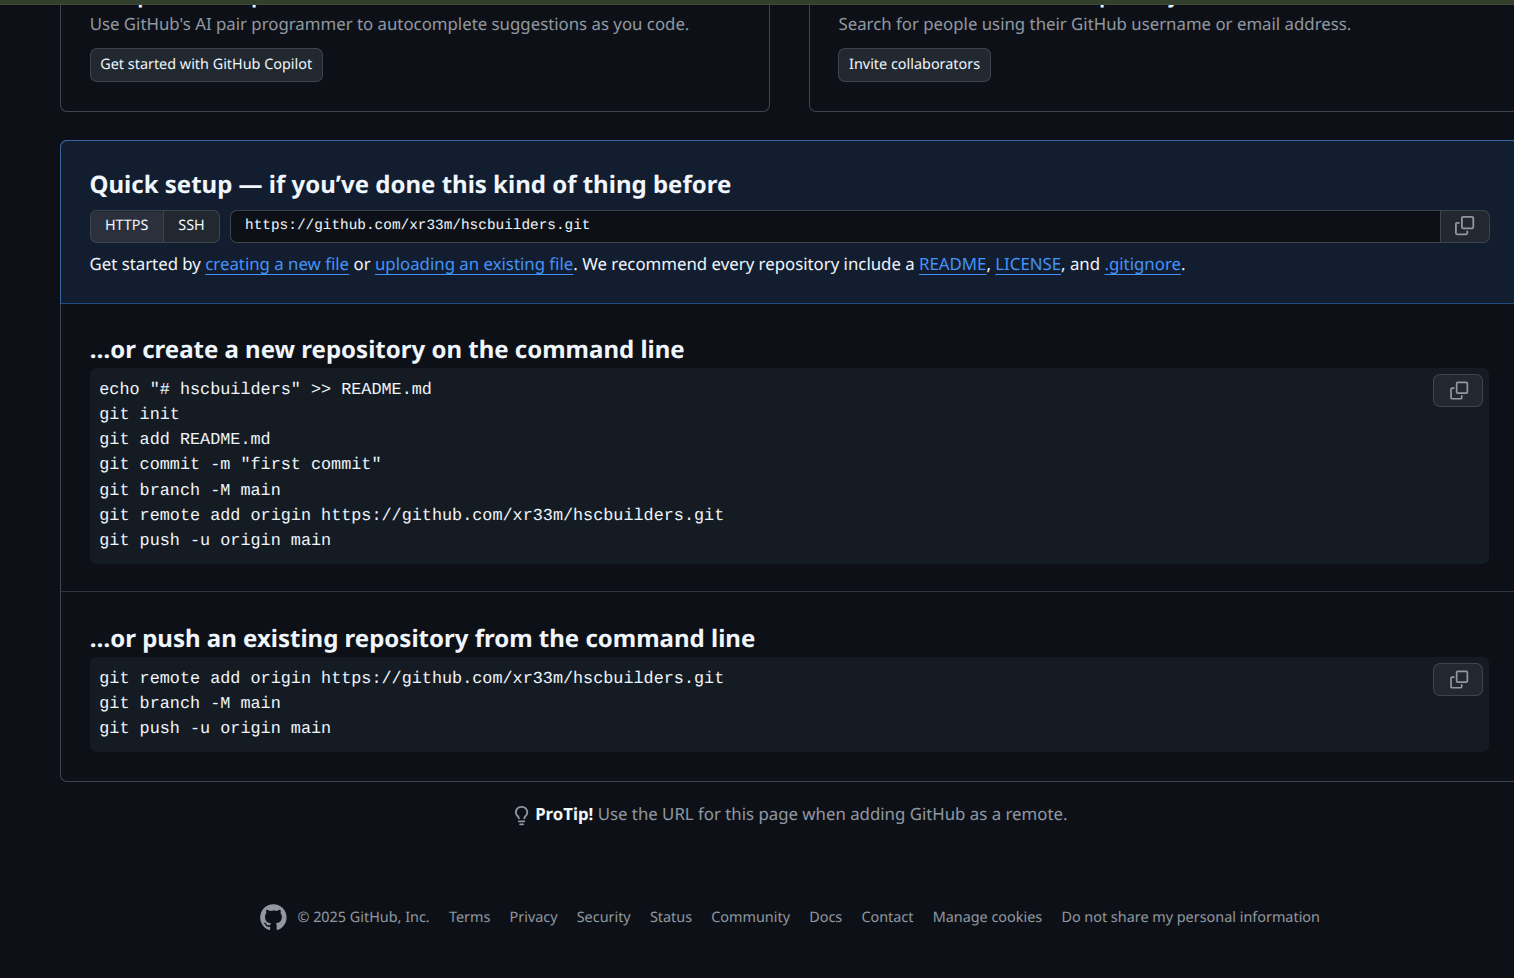 Use GitHub's AI pair programmer to autocomplete suggestions as you code.
Get started with GitHub Copilot
Search for people using their GitHub username or email address.
Invite collaborators
Quick setup — if you’ve done this kind of thing before
HTTPS SSH https://github.com/xr33m/hscbuilders.git
Get started by creating a new file or uploading an existing file. We recommend every repository include a README, LICENSE, and .gitignore.
…or create a new repository on the command line
echo "# hscbuilders" >> README.md
git init
git add README.md
git commit -m "first commit"
git branch -M main
git remote add origin https://github.com/xr33m/hscbuilders.git
git push -u origin main
…or push an existing repository from the command line
git remote add origin https://github.com/xr33m/hscbuilders.git
git branch -M main
git push -u origin main
ProTip! Use the URL for this page when adding GitHub as a remote.
© 2025 GitHub, Inc. Terms Privacy Security Status Community Docs Contact Manage cookies Do not share my personal information